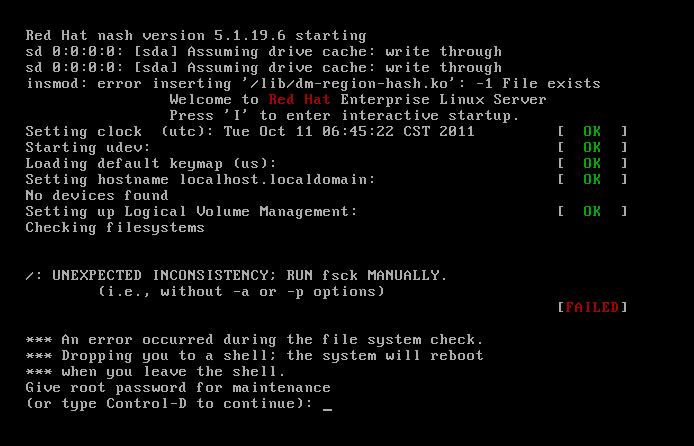 Red Hat nash version 5.1.19.6 starting
sd 0:0:0:0: [sda] Assuming drive cache: write through
sd 0:0:0:0: [sda] Assuming drive cache: write through
insmod: error inserting '/lib/dm-region-hash.ko': -1 File exists
Welcome to Red Hat Enterprise Linux Server
Press 'I' to enter interactive startup.
Setting clock  (utc): Tue Oct 11 06:45:22 CST 2011 [  OK  ]
Starting udev: [  OK  ]
Loading default keymap (us): [  OK  ]
Setting hostname localhost.localdomain: [  OK  ]
No devices found
Setting up Logical Volume Management: [  OK  ]
Checking filesystems
/: UNEXPECTED INCONSISTENCY; RUN fsck MANUALLY.
(i.e., without -a or -p options)
[FAILED]
*** An error occurred during the file system check.
*** Dropping you to a shell; the system will reboot
*** when you leave the shell.
Give root password for maintenance
(or type Control-D to continue): _